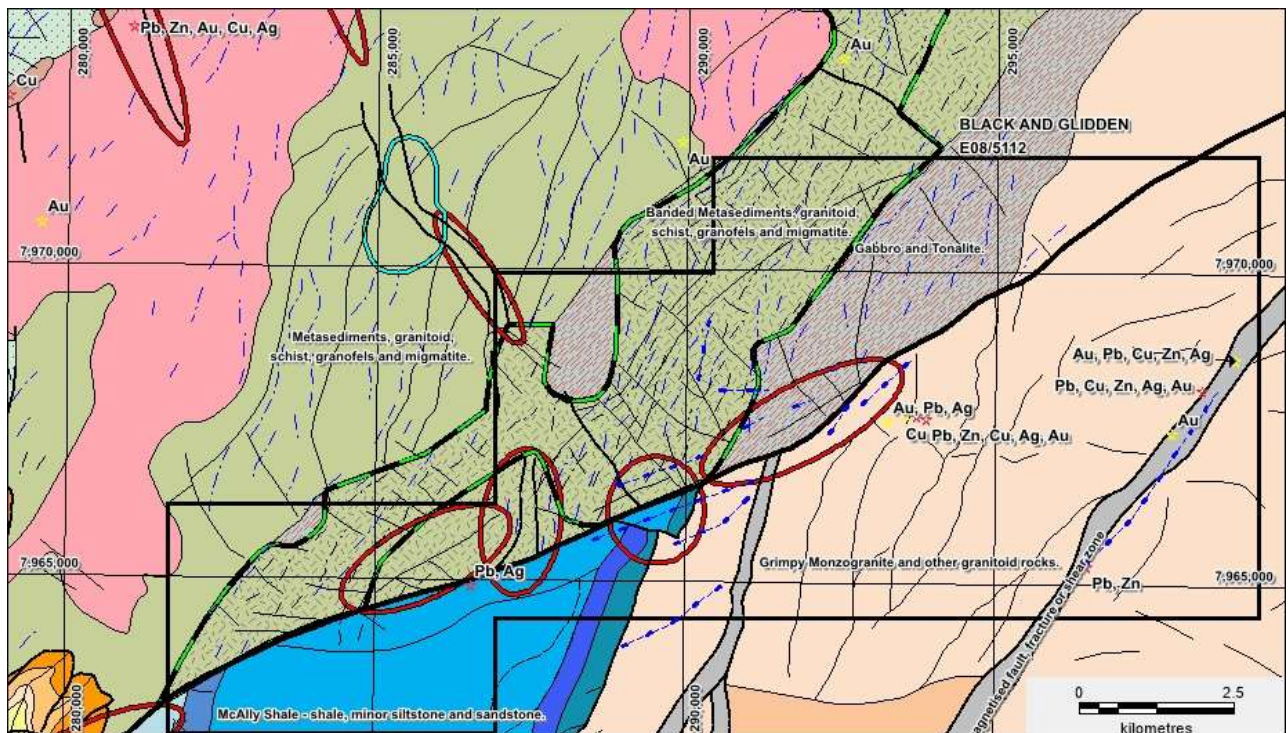 Pb, Zn, Au, Cu, Ag
280,000
285,000
290,000
295,000
Au
Cu
BLACK AND GLIDDEN
E08/5112
Au
Au
Banded Metasediments, granitoid,
schist, granofels and migmatite.
Gabbro and Tonalite.
7,970,000
7,970,000
Metasediments, granitoid,
schist, granofels and migmatite.
Au, Pb, Cu, Zn, Ag
Pb, Cu, Zn, Ag, Au
Au, Pb, Ag
Au
Cu
Pb, Zn, Cu, Ag, Au
Grimpy Monzogranite and other granitoid rocks.
7,965,000
Pb, Ag
7,965,000
Pb, Zn
agnetised fault, fracture or shear zone
280,000
290,000
McAlly Shale - shale, minor siltstone and sandstone.
0
2.5
kilometres